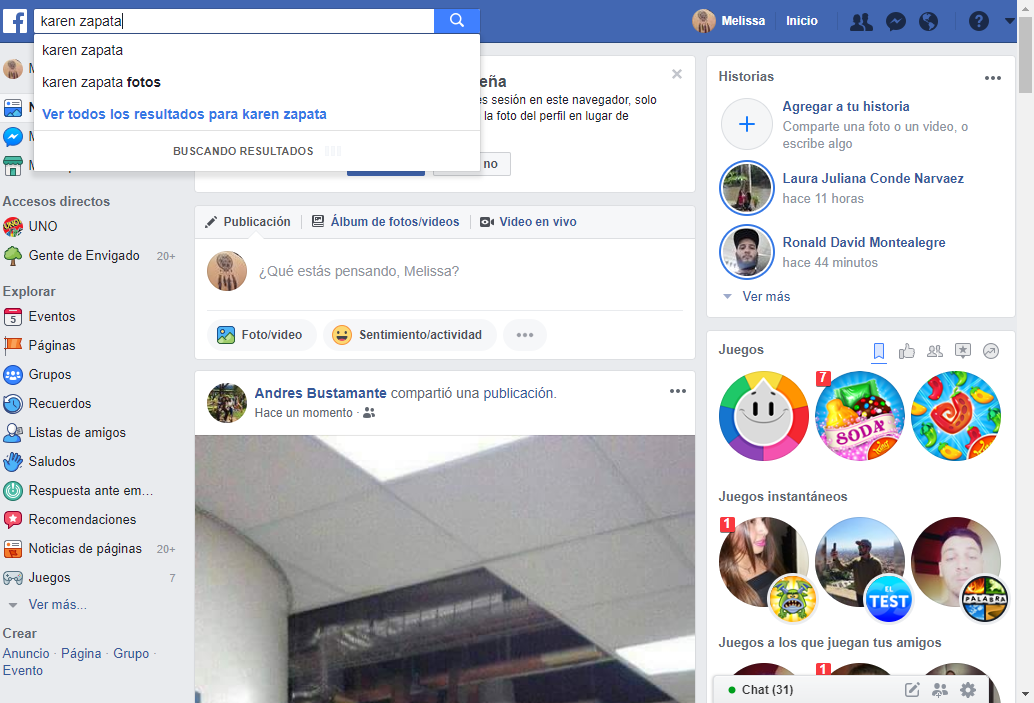 karen zapata
Melissa
Inicio
karen zapata
karen zapata fotos
Ver todos los resultados para karen zapata
BUSCANDO RESULTADOS
eña
es sesión en este navegador, solo
la foto del perfil en lugar de
no
Accesos directos
UNO
Gente de Envigado 20+
Explorar
Eventos
Páginas
Grupos
Recuerdos
Listas de amigos
Saludos
Respuesta ante em...
Recomendaciones
Noticias de páginas 20+
Juegos 7
Ver más...
Crear
Anuncio · Página · Grupo ·
Evento
Publicación
Álbum de fotos/videos
Video en vivo
¿Qué estás pensando, Melissa?
Foto/video
Sentimiento/actividad
Andres Bustamante compartió una publicación.
Hace un momento ·
Historias
Agregar a tu historia
Comparte una foto o un video, o
escribe algo
Laura Juliana Conde Narvaez
hace 11 horas
Ronald David Montealegre
hace 44 minutos
Ver más
Juegos
7
SODA
Juegos instantáneos
1
EL
TEST
PALABRA
Juegos a los que juegan tus amigos
1
Chat (31)